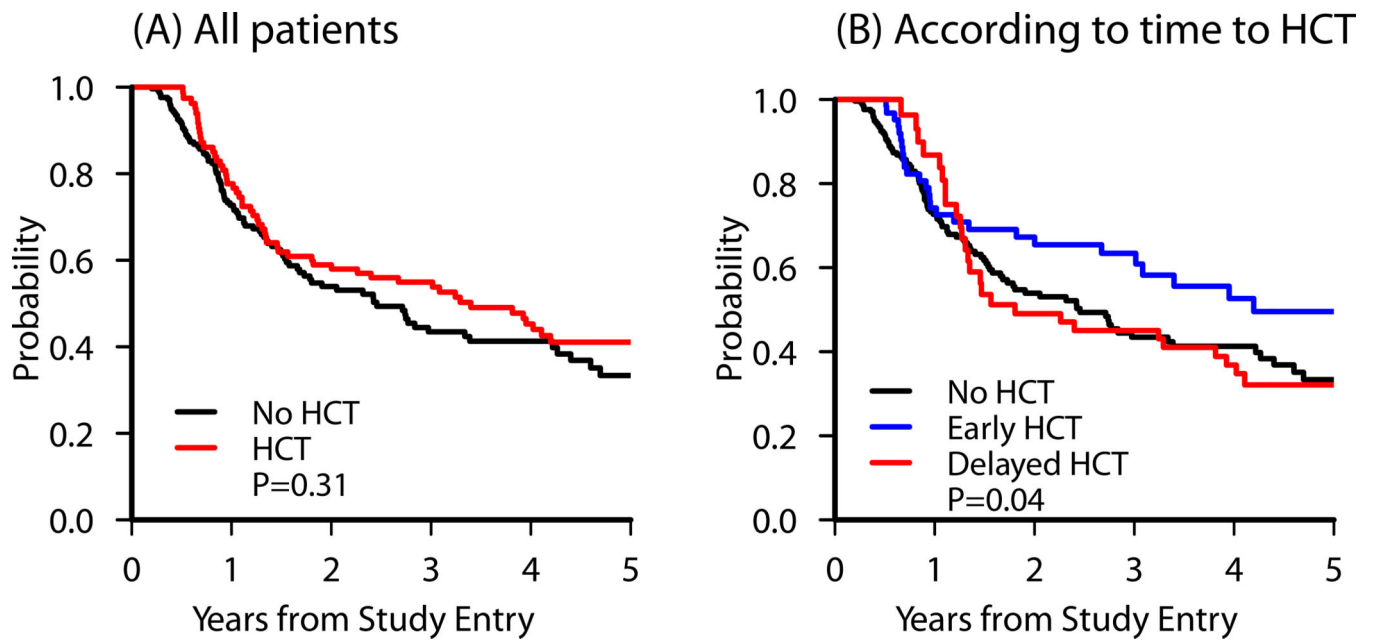 (A) All patients
1.0
0.8
0.6
0.4
0.2
0.0
Probability
No HCT
HCT
P=0.31
0 1 2 3 4 5
Years from Study Entry
(B) According to time to HCT
1.0
0.8
0.6
0.4
0.2
0.0
Probability
No HCT
Early HCT
Delayed HCT
P=0.04
0 1 2 3 4 5
Years from Study Entry